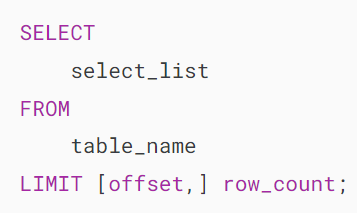 SELECT
    select_list
FROM
    table_name
LIMIT [offset,] row_count;